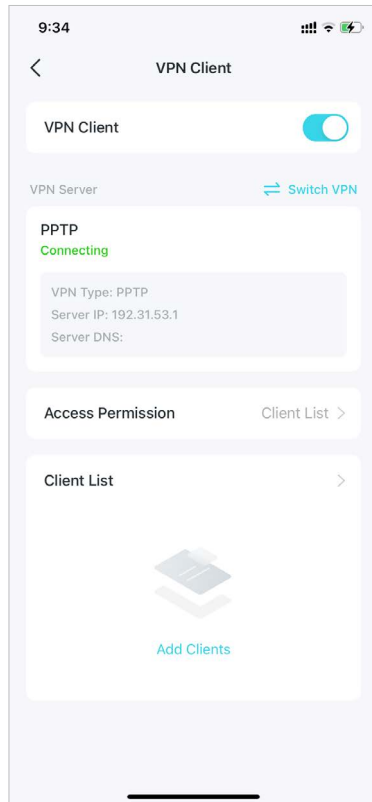 9:34
VPN Client
VPN Client
VPN Server
Switch VPN
PPTP
Connecting
VPN Type: PPTP
Server IP: 192.31.53.1
Server DNS:
Access Permission
Client List
Client List
Add Clients